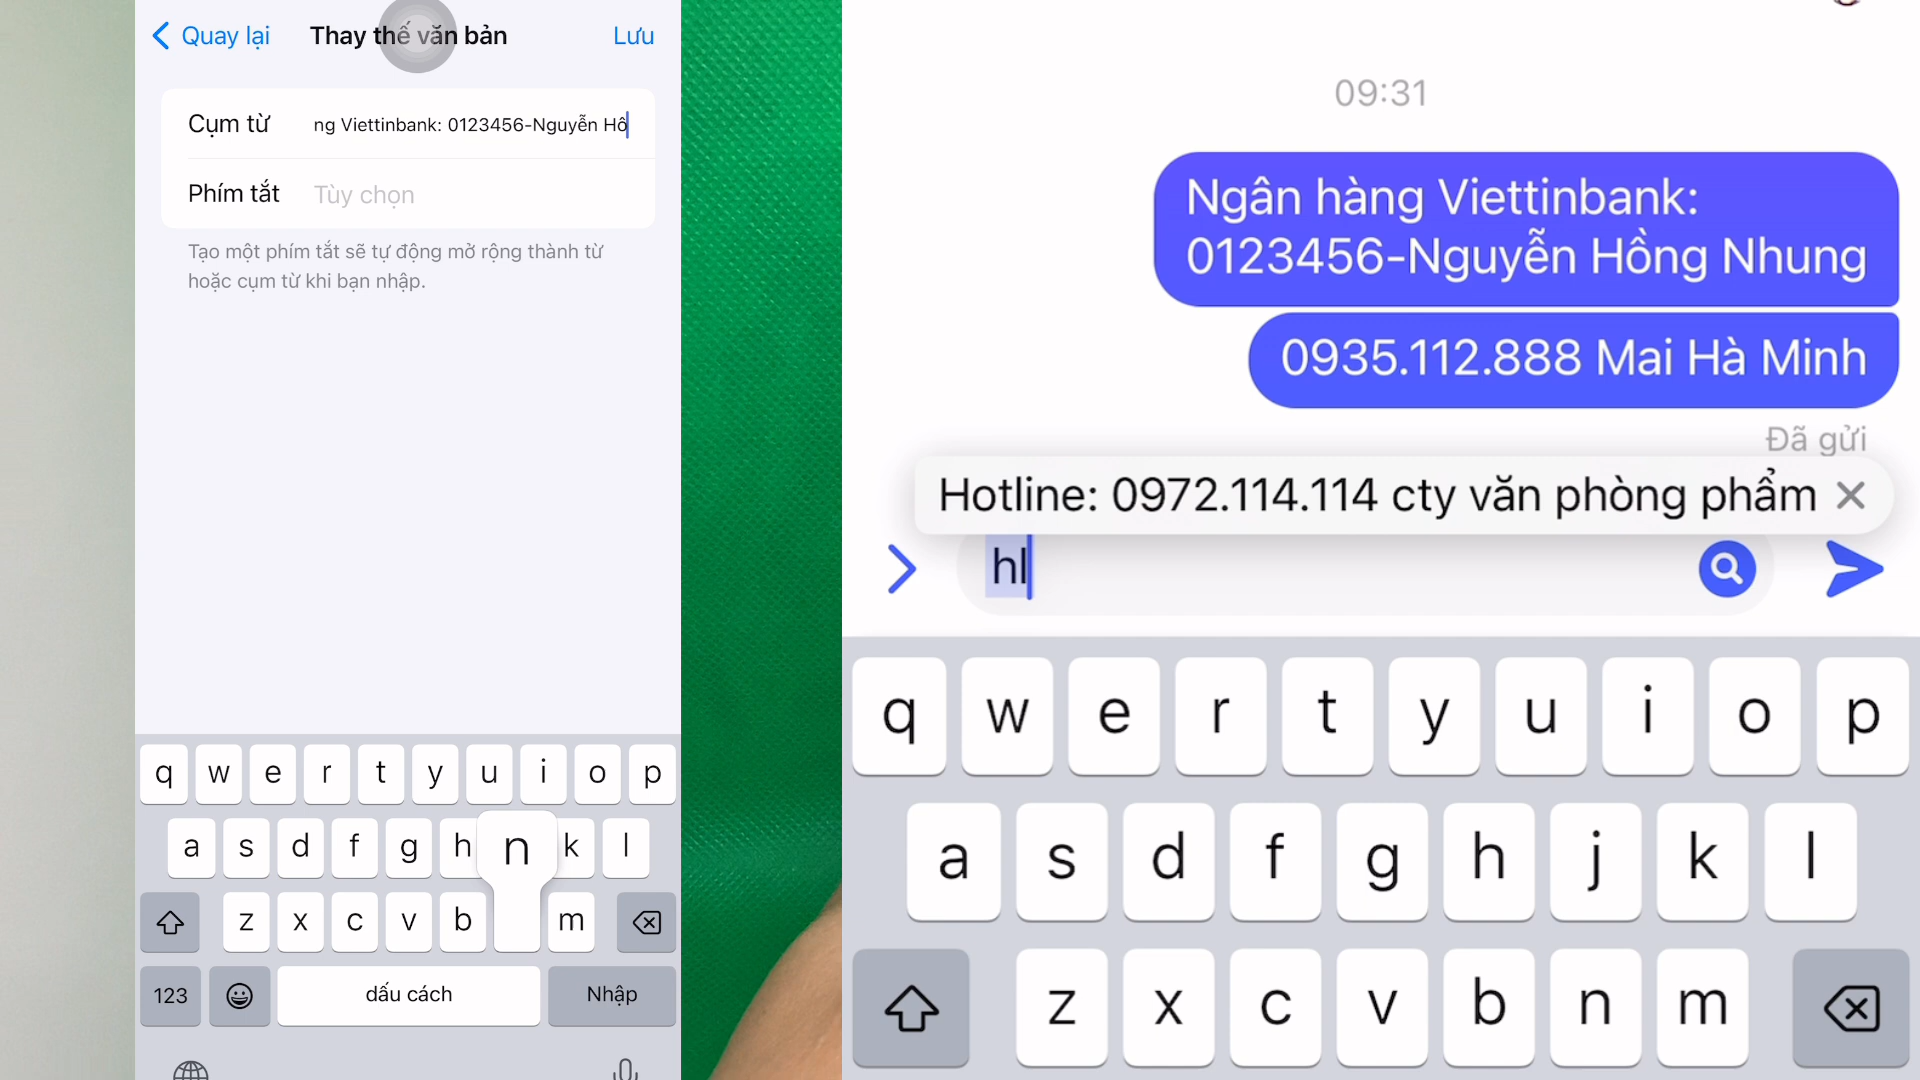 Quay lại
Thay thế văn bản
Lưu
Cụm từ
ng Viettinbank: 0123456-Nguyễn Hô
Phím tắt
Tùy chọn
Tạo một phím tắt sẽ tự động mở rộng thành từ
hoặc cụm từ khi bạn nhập.
q w e r t y u i o p
a s d f g h n k l
z x c v b m
123
dấu cách
Nhập
09:31
Ngân hàng Viettinbank:
0123456-Nguyễn Hồng Nhung
0935.112.888 Mai Hà Minh
Đã gửi
Hotline: 0972.114.114 cty văn phòng phẩm
hl
q w e r t y u i o p
a s d f g h j k l
z x c v b n m